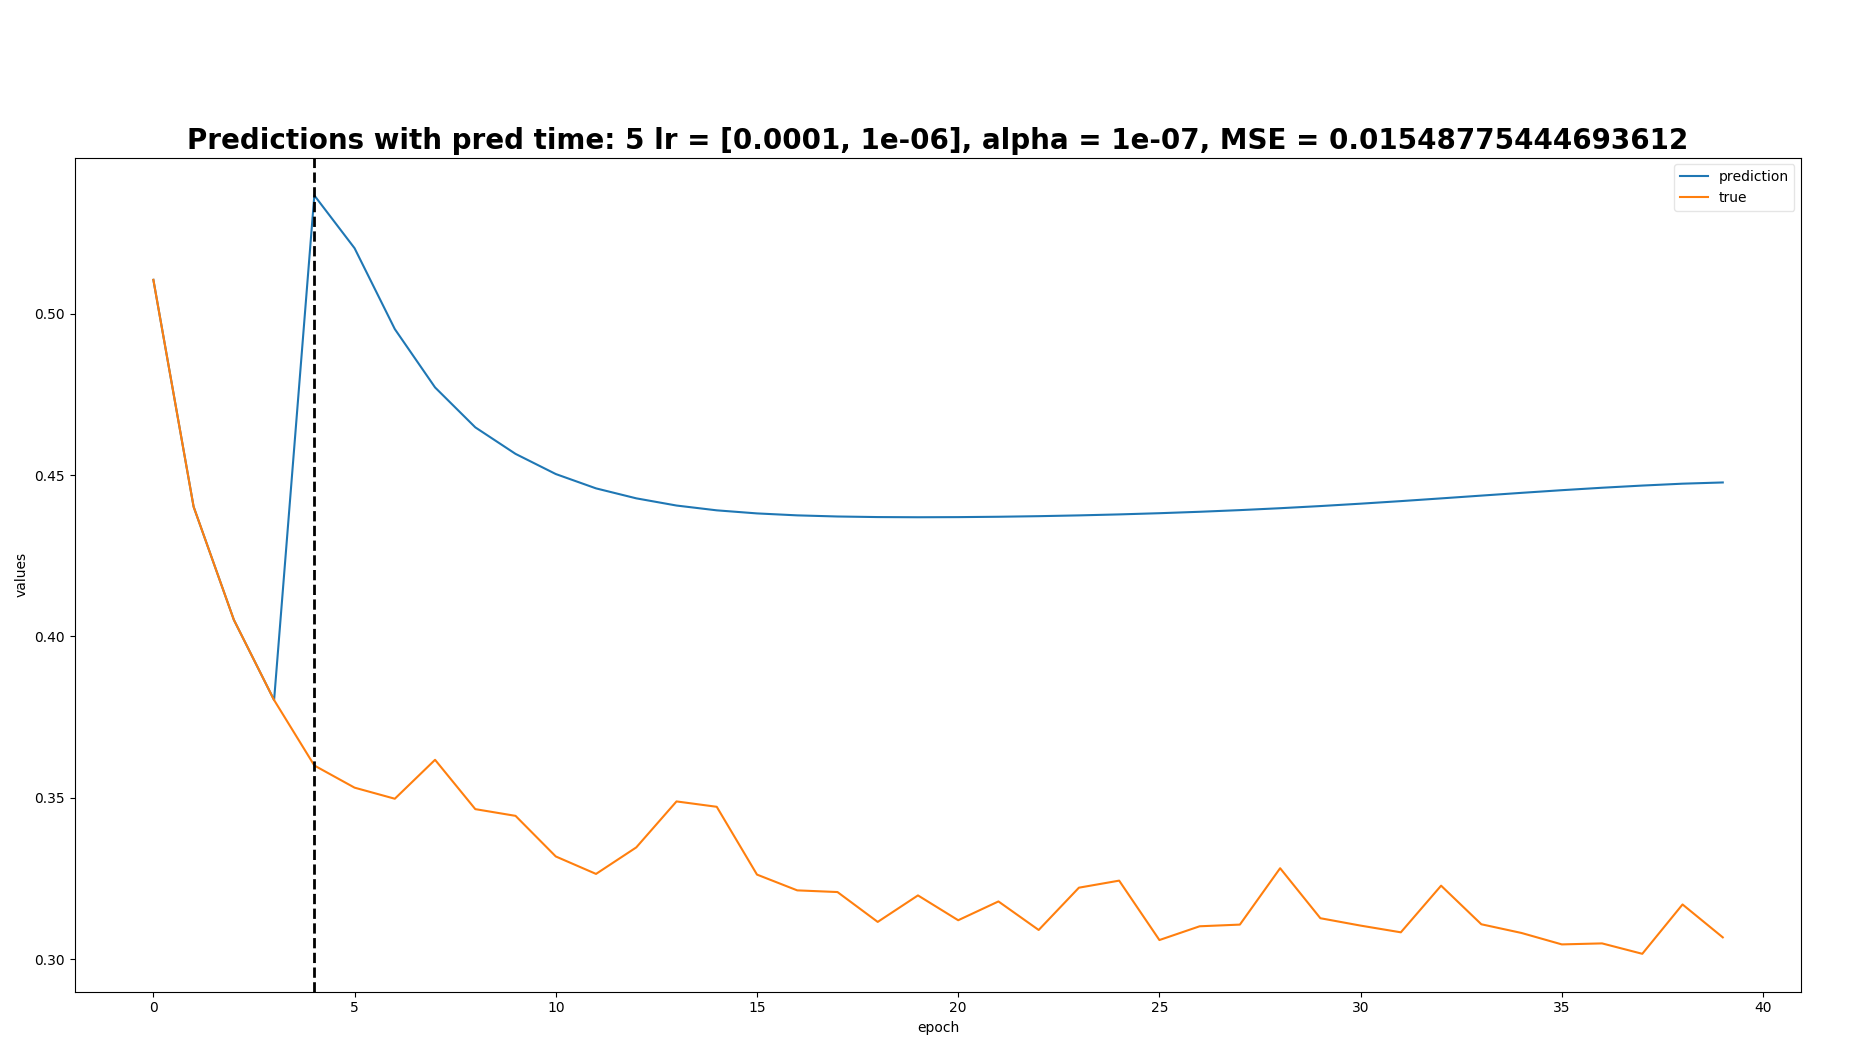 Predictions with pred time: 5 lr = [0.0001, 1e-06], alpha = 1e-07, MSE = 0.01548775444693612
prediction
true
0.50
0.45
0.40
0.35
0.30
values
0 5 10 15 20 25 30 35 40
epoch